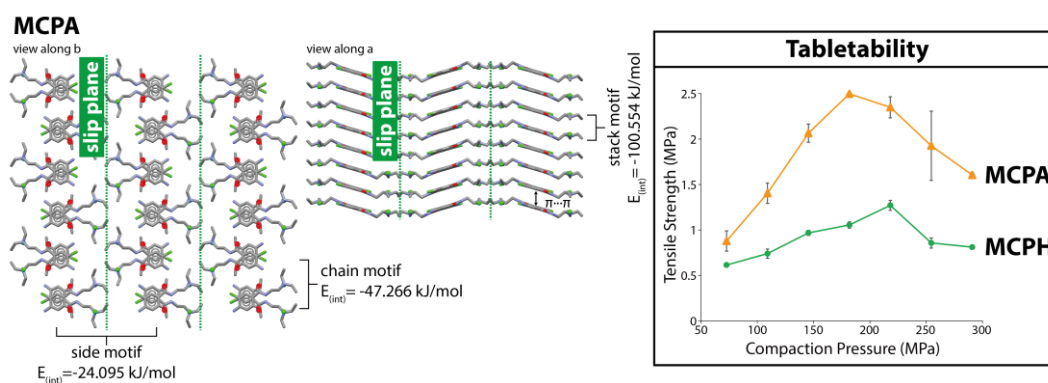 MCPA
view along b
slip plane
side motif
E(int)=-24.095 kJ/mol
chain motif
E(int)= -47.266 kJ/mol
view along a
slip plane
π···π
stack motif
E(int)= -100.554 kJ/mol
Tabletability
Tensile Strength (MPa)
2.5
2
1.5
1
0.5
0
50 100 150 200 250 300
Compaction Pressure (MPa)
MCPA
MCPH